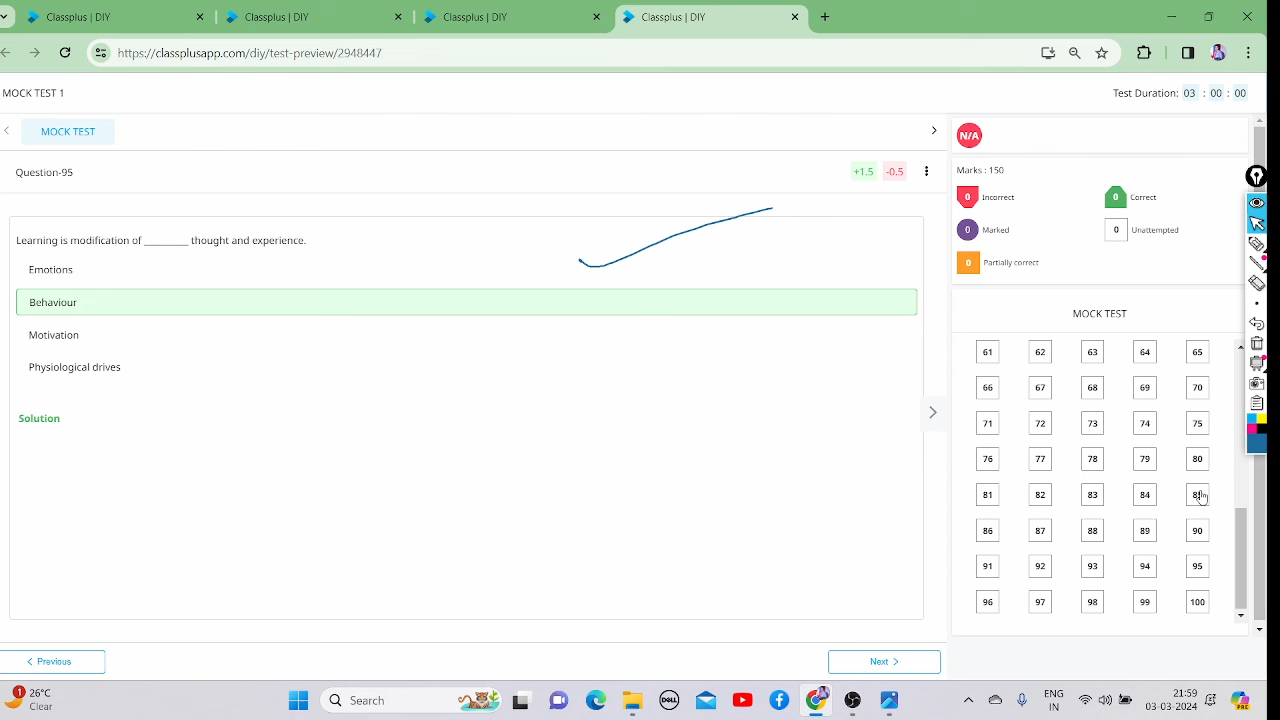 Classplus | DIY
Classplus | DIY
Classplus | DIY
Classplus | DIY
https://classplusapp.com/diy/test-preview/2948447
MOCK TEST 1
Test Duration: 03 : 00 : 00
MOCK TEST
Question-95
+1.5 -0.5
Learning is modification of _________ thought and experience.
Emotions
Behaviour
Motivation
Physiological drives
Solution
Previous
Next
N/A
Marks : 150
0 Incorrect
0 Correct
0 Marked
0 Unattempted
0 Partially correct
MOCK TEST
61 62 63 64 65
66 67 68 69 70
71 72 73 74 75
76 77 78 79 80
81 82 83 84
86 87 88 89 90
91 92 93 94 95
96 97 98 99 100
1
26°C
Clear
Search
DELL
ENG
IN
21:59
03-03-2024
PRE